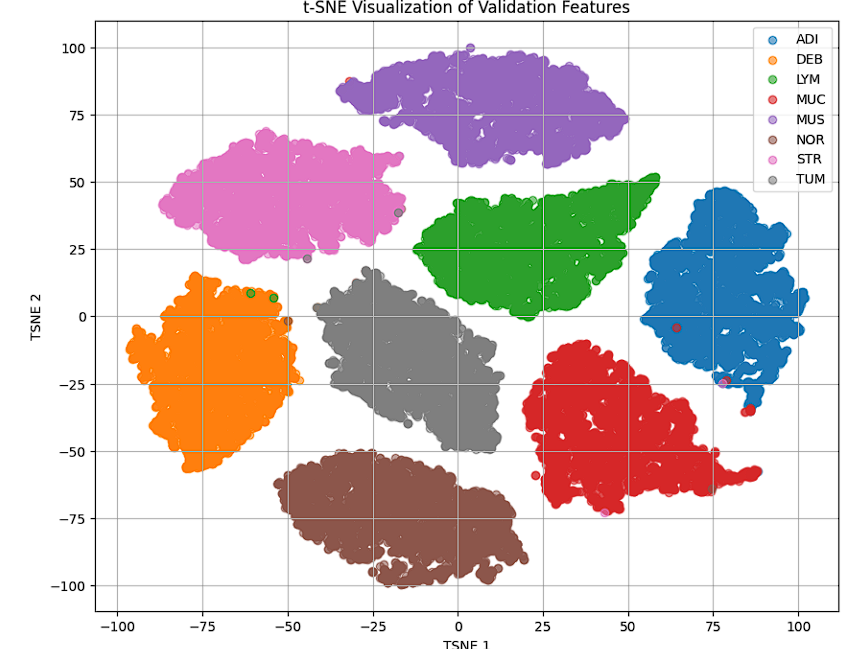 t-SNE Visualization of Validation Features
ADI
DEB
LYM
MUC
MUS
NOR
STR
TUM
TSNE 2
100
75
50
25
0
−25
−50
−75
−100
−100 −75 −50 −25 0 25 50 75 100
TSNE 1